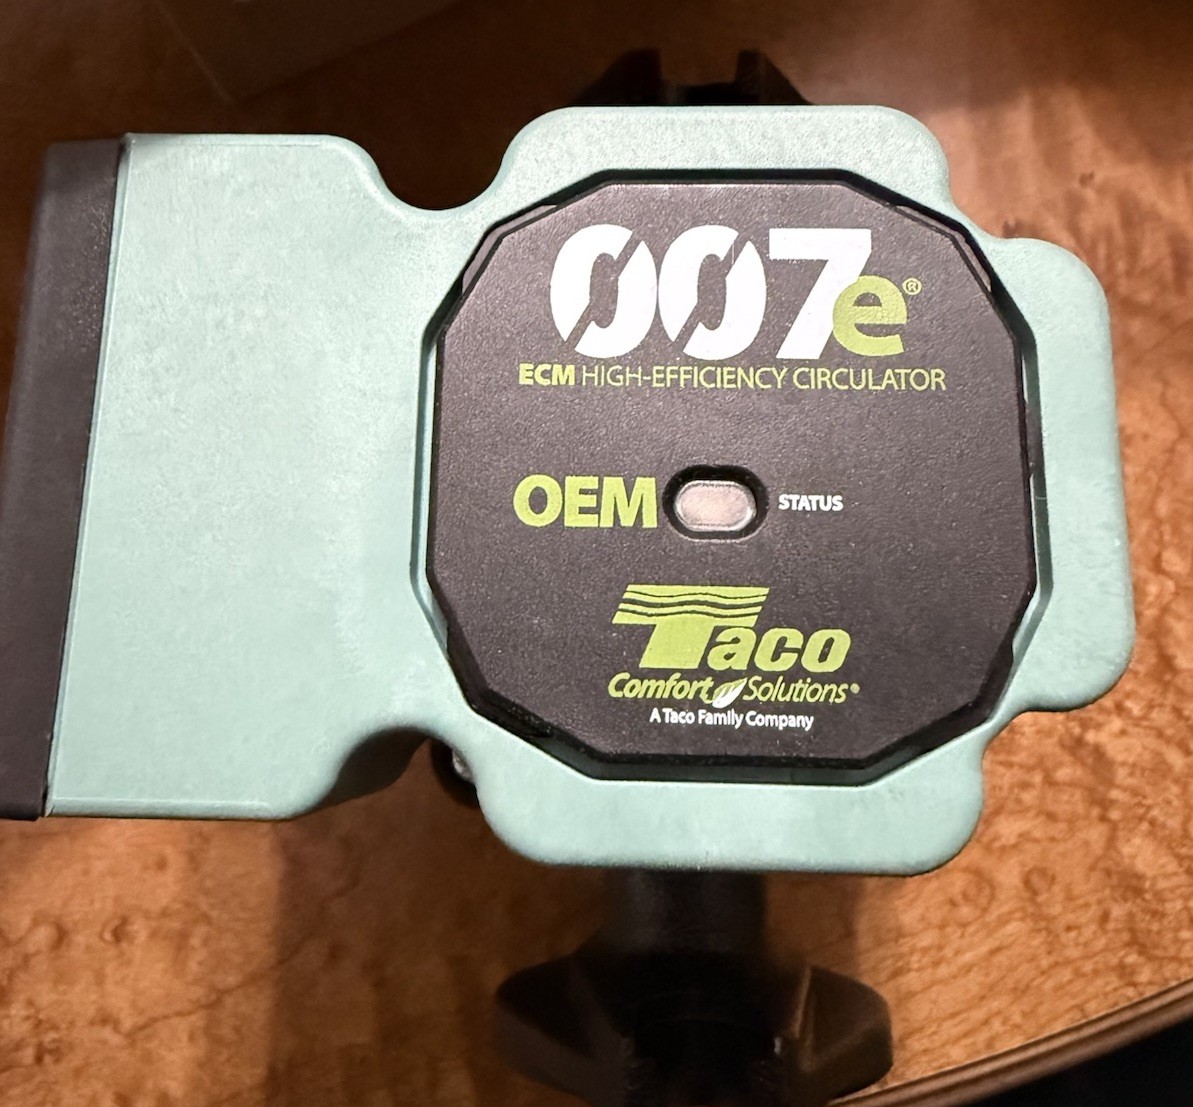 007e®
ECM HIGH-EFFICIENCY CIRCULATOR
OEM STATUS
Taco
Comfort Solutions®
A Taco Family Company